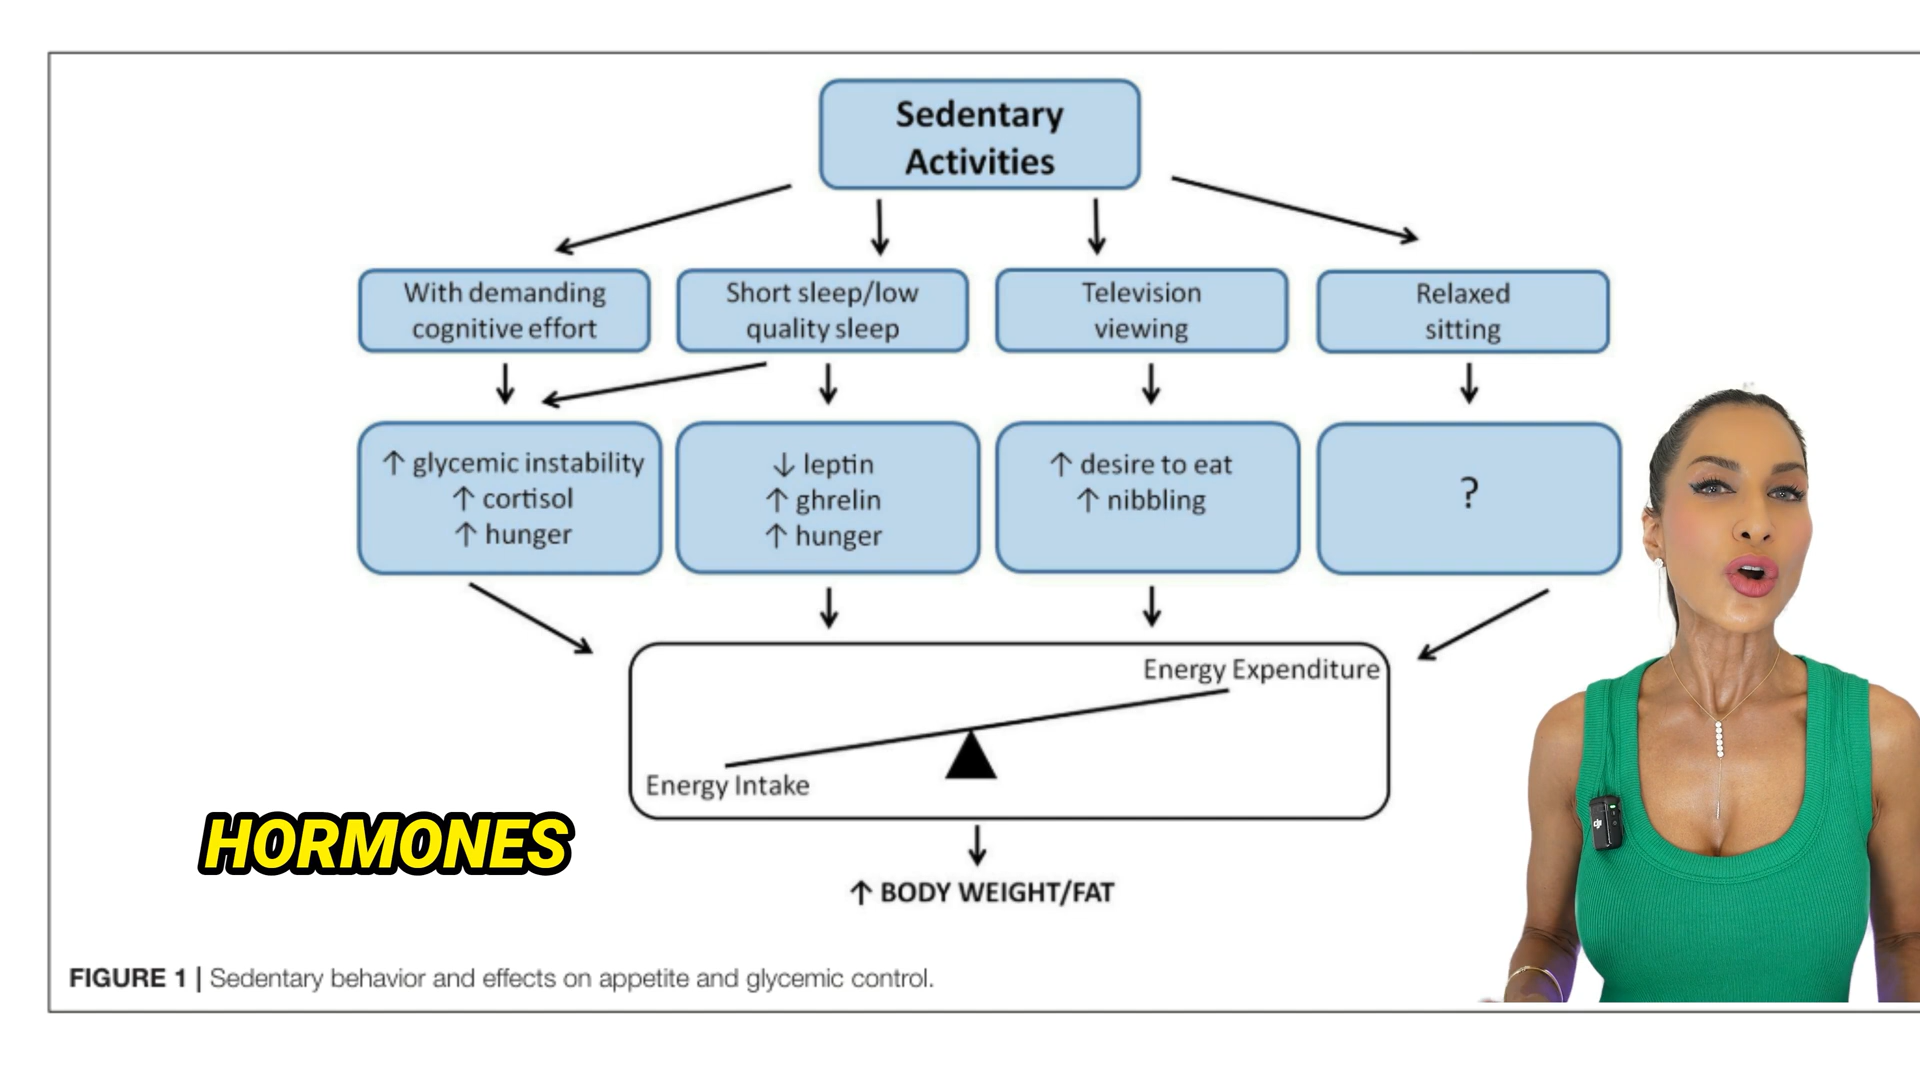 Sedentary
Activities
With demanding
cognitive effort
Short sleep/low
quality sleep
Television
viewing
Relaxed
sitting
↑ glycemic instability
↑ cortisol
↑ hunger
↓ leptin
↑ ghrelin
↑ hunger
↑ desire to eat
↑ nibbling
?
Energy Expenditure
Energy Intake
HORMONES
↑ BODY WEIGHT/FAT
FIGURE 1 | Sedentary behavior and effects on appetite and glycemic control.